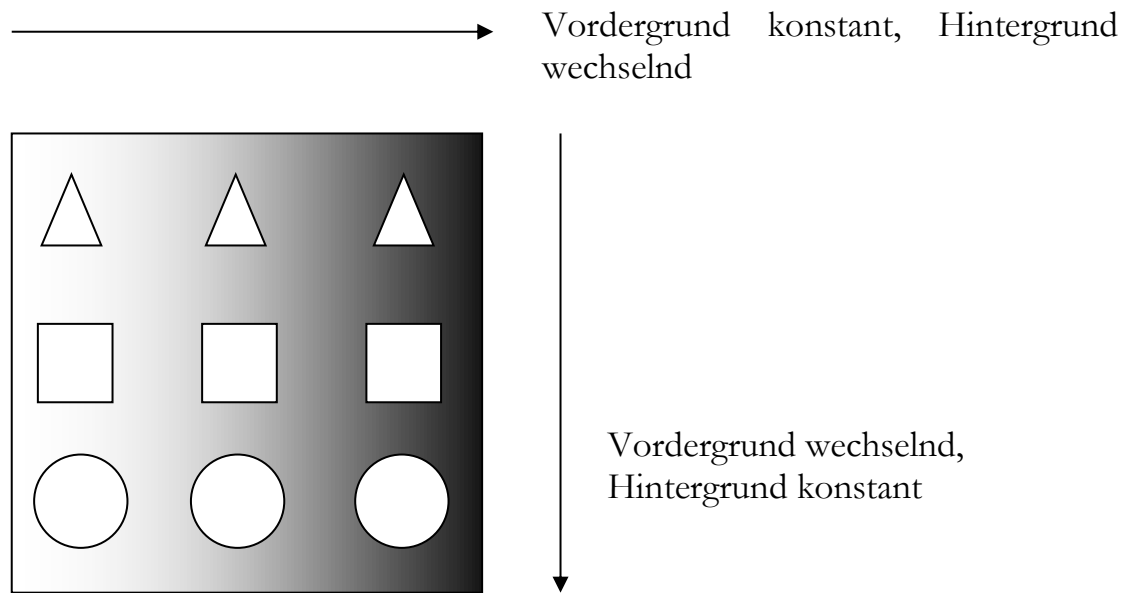 Vordergrund konstant, Hintergrund
wechselnd
Vordergrund wechselnd,
Hintergrund konstant